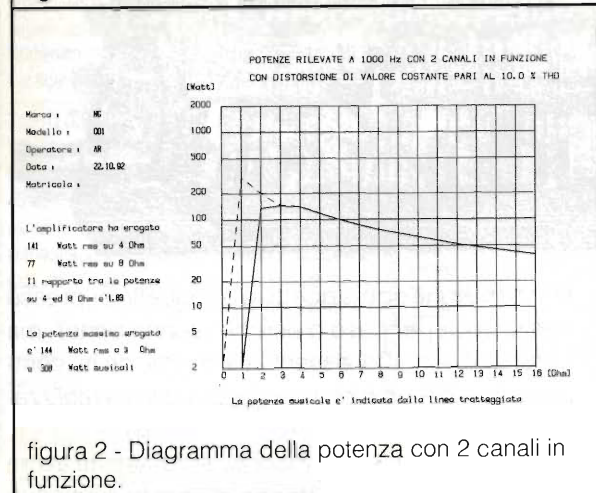 POTENZE RILEVATE A 1000 Hz CON 2 CANALI IN FUNZIONE
CON DISTORSIONE DI VALORE COSTANTE PARI AL 10.0 % THD
[Watt]
2000
1000
500
200
100
50
20
10
5
2
0 1 2 3 4 5 6 7 8 9 10 11 12 13 14 15 16 [Ohm]
La potenza musicale e' indicata dalla linea tratteggiata
Marca :
Modello : 001
Operatore : AR
Data : 22.10.92
Matricola :
L'amplificatore ha erogato
141 Watt rms su 4 Ohm
77 Watt rms su 8 Ohm
Il rapporto tra le potenze
su 4 ed 8 Ohm e' 1.83
La potenza massima erogata
e' 144 Watt rms a 3 Ohm
e 300 Watt musicali
figura 2 - Diagramma della potenza con 2 canali in
funzione.